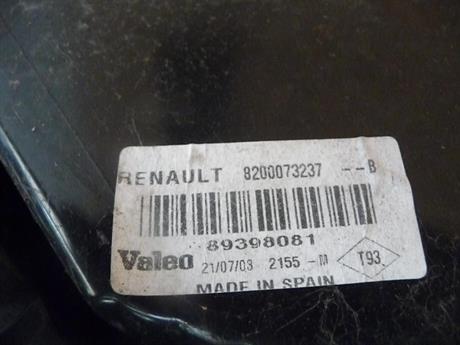 RENAULT 8200073237 --B
89398081
Valeo 21/07/03 2155-M T93
MADE IN SPAIN